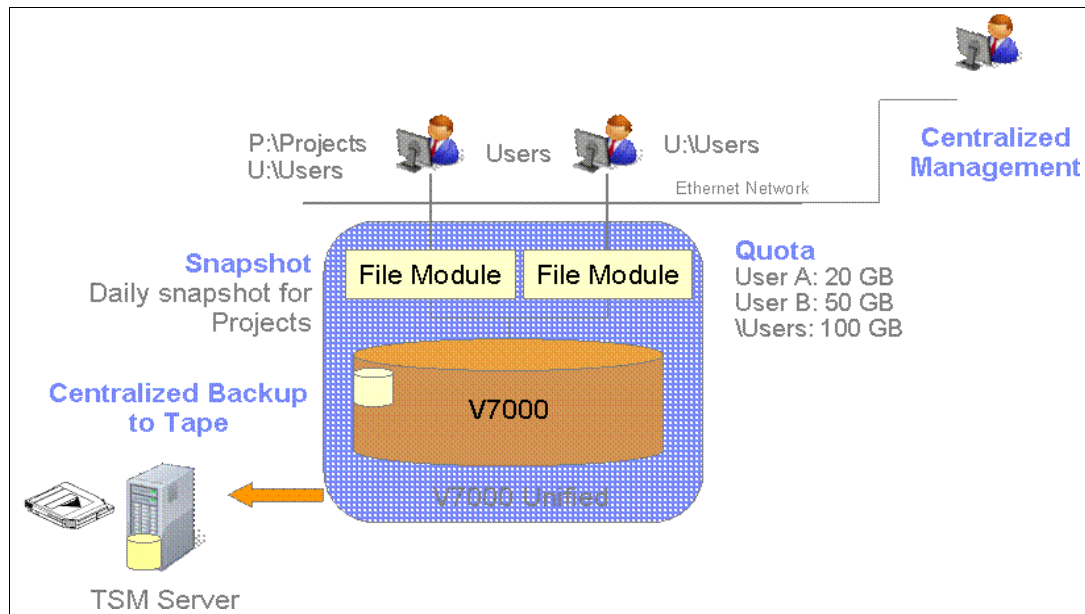 P:\Projects
U:\Users
Users
U:\Users
Centralized
Management
Ethernet Network
Snapshot
Daily snapshot for
Projects
File Module
File Module
Quota
User A: 20 GB
User B: 50 GB
\Users: 100 GB
Centralized Backup
to Tape
V7000
V7000 Unified
TSM Server